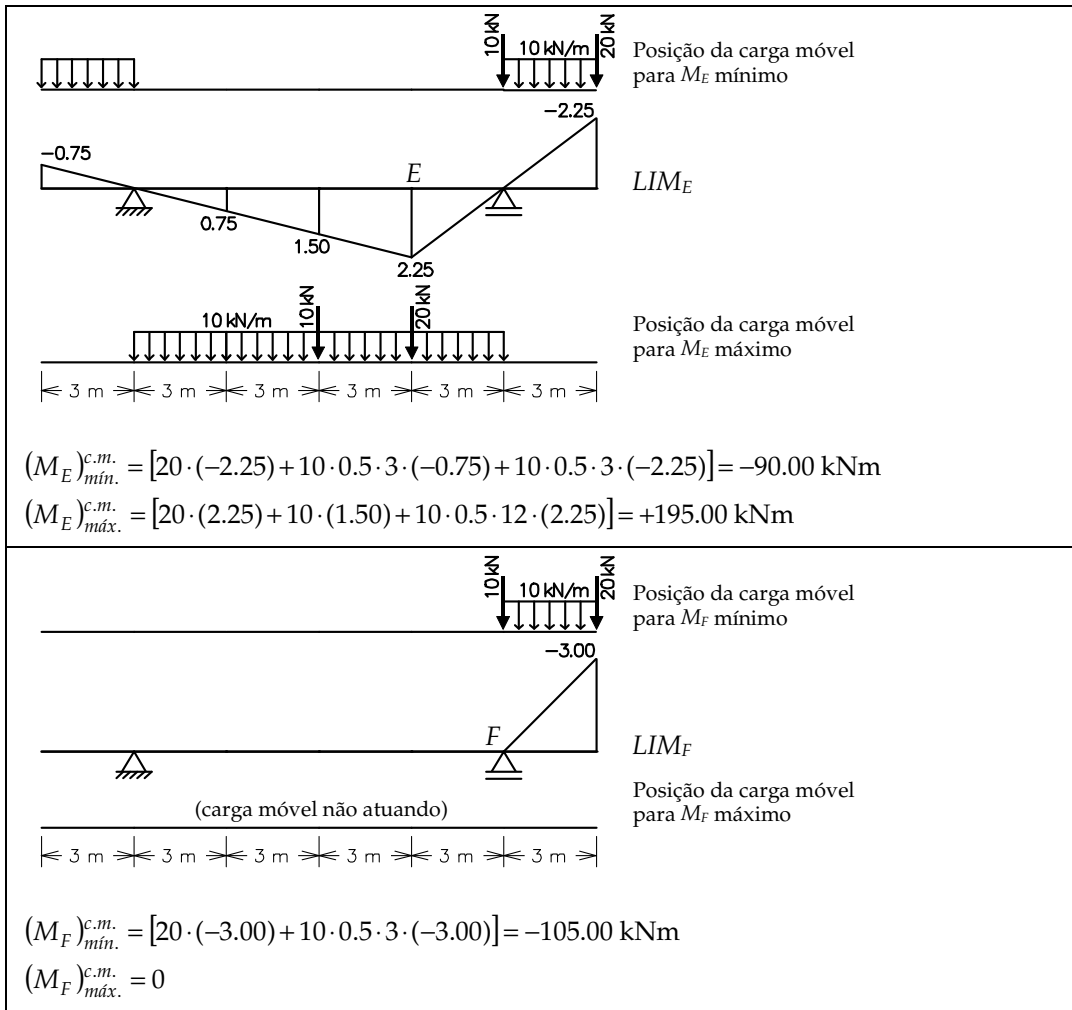 10 kN
10 kN/m
20 kN
Posição da carga móvel
para M_E mínimo
−0.75
−2.25
E
LIM_E
0.75
1.50
2.25
10 kN/m
10 kN
20 kN
Posição da carga móvel
para M_E máximo
3 m 3 m 3 m 3 m 3 m 3 m
(M_E)^{c.m.}_{mín.} = [20·(−2.25)+10·0.5·3·(−0.75)+10·0.5·3·(−2.25)] = −90.00 kNm
(M_E)^{c.m.}_{máx.} = [20·(2.25)+10·(1.50)+10·0.5·12·(2.25)] = +195.00 kNm
10 kN
10 kN/m
20 kN
Posição da carga móvel
para M_F mínimo
−3.00
F
LIM_F
(carga móvel não atuando)
Posição da carga móvel
para M_F máximo
3 m 3 m 3 m 3 m 3 m 3 m
(M_F)^{c.m.}_{mín.} = [20·(−3.00)+10·0.5·3·(−3.00)] = −105.00 kNm
(M_F)^{c.m.}_{máx.} = 0